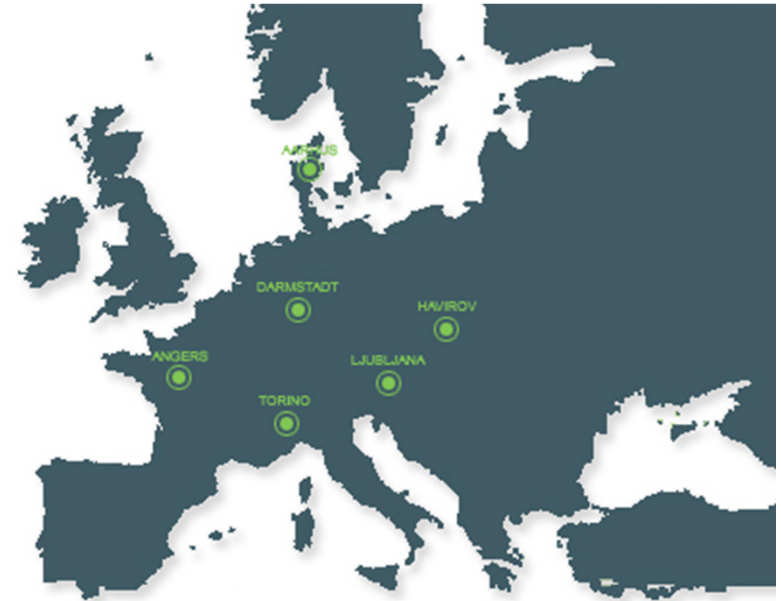 AARHUS
DARMSTADT
HAVIROV
ANGERS
LJUBLJANA
TORINO